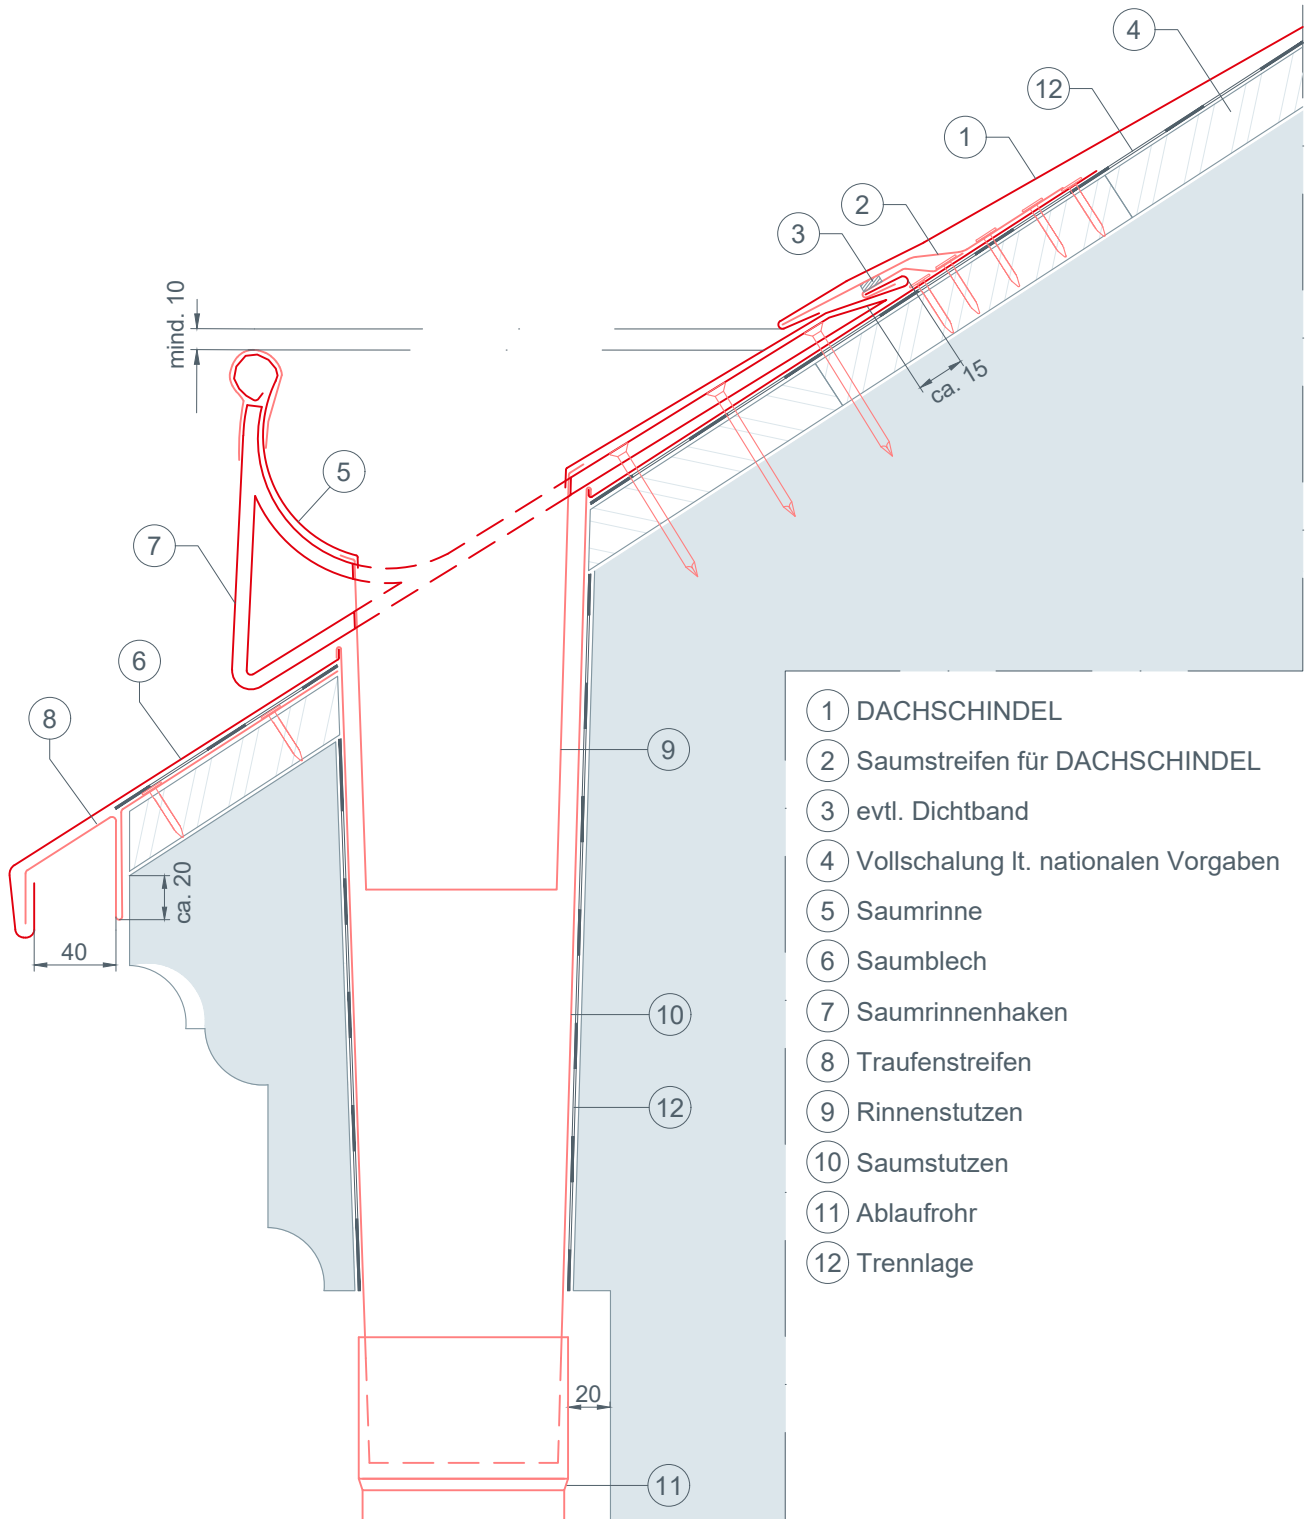 4
12
1
2
3
mind. 10
ca. 15
5
7
6
8
9
ca. 20
40
10
12
20
11
1 DACHSCHINDEL
2 Saumstreifen für DACHSCHINDEL
3 evtl. Dichtband
4 Vollschalung lt. nationalen Vorgaben
5 Saumrinne
6 Saumblech
7 Saumrinnenhaken
8 Traufenstreifen
9 Rinnenstutzen
10 Saumstutzen
11 Ablaufrohr
12 Trennlage